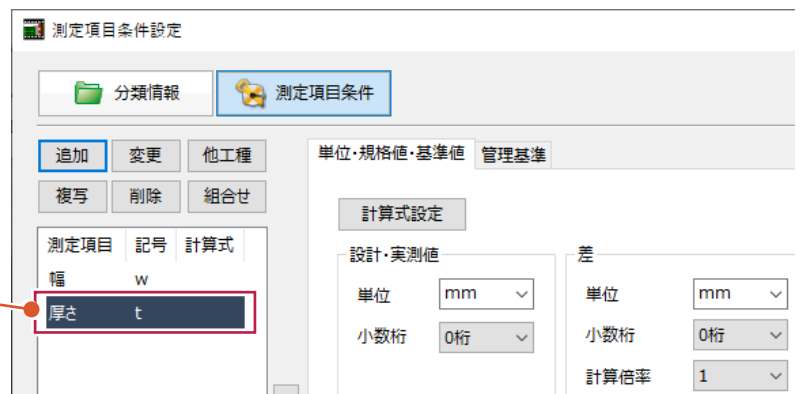 測定項目条件設定
分類情報 測定項目条件
追加 変更 他工種
複写 削除 組合せ
測定項目 記号 計算式
幅 w
厚さ t
単位・規格値・基準値 管理基準
計算式設定
設計・実測値
単位 mm
小数桁 0桁
差
単位 mm
小数桁 0桁
計算倍率 1